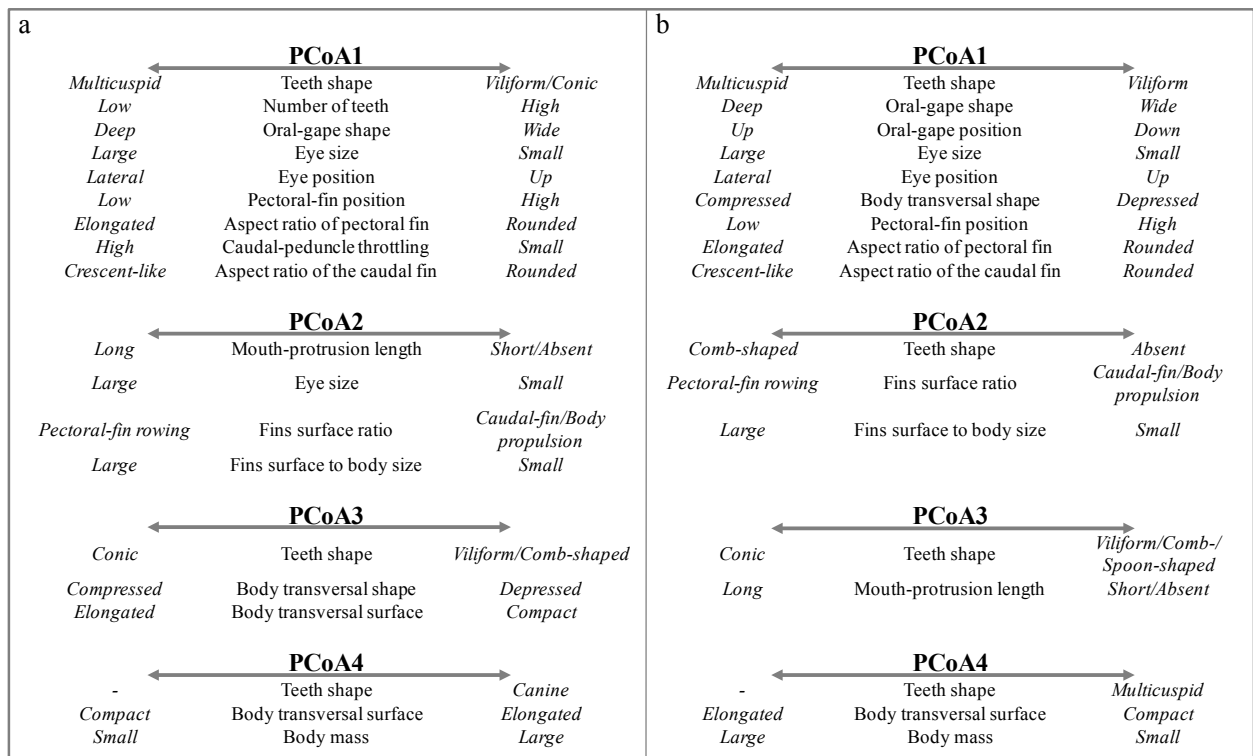 a
PCoA1
Multicuspid Teeth shape Viliform/Conic
Low Number of teeth High
Deep Oral-gape shape Wide
Large Eye size Small
Lateral Eye position Up
Low Pectoral-fin position High
Elongated Aspect ratio of pectoral fin Rounded
High Caudal-peduncle throttling Small
Crescent-like Aspect ratio of the caudal fin Rounded
PCoA2
Long Mouth-protrusion length Short/Absent
Large Eye size Small
Pectoral-fin rowing Fins surface ratio Caudal-fin/Body
propulsion
Large Fins surface to body size Small
PCoA3
Conic Teeth shape Viliform/Comb-shaped
Compressed Body transversal shape Depressed
Elongated Body transversal surface Compact
PCoA4
- Teeth shape Canine
Compact Body transversal surface Elongated
Small Body mass Large
b
PCoA1
Multicuspid Teeth shape Viliform
Deep Oral-gape shape Wide
Up Oral-gape position Down
Large Eye size Small
Lateral Eye position Up
Compressed Body transversal shape Depressed
Low Pectoral-fin position High
Elongated Aspect ratio of pectoral fin Rounded
Crescent-like Aspect ratio of the caudal fin Rounded
PCoA2
Comb-shaped Teeth shape Absent
Pectoral-fin rowing Fins surface ratio Caudal-fin/Body
propulsion
Large Fins surface to body size Small
PCoA3
Conic Teeth shape Viliform/Comb-/
Spoon-shaped
Long Mouth-protrusion length Short/Absent
PCoA4
- Teeth shape Multicuspid
Elongated Body transversal surface Compact
Large Body mass Small